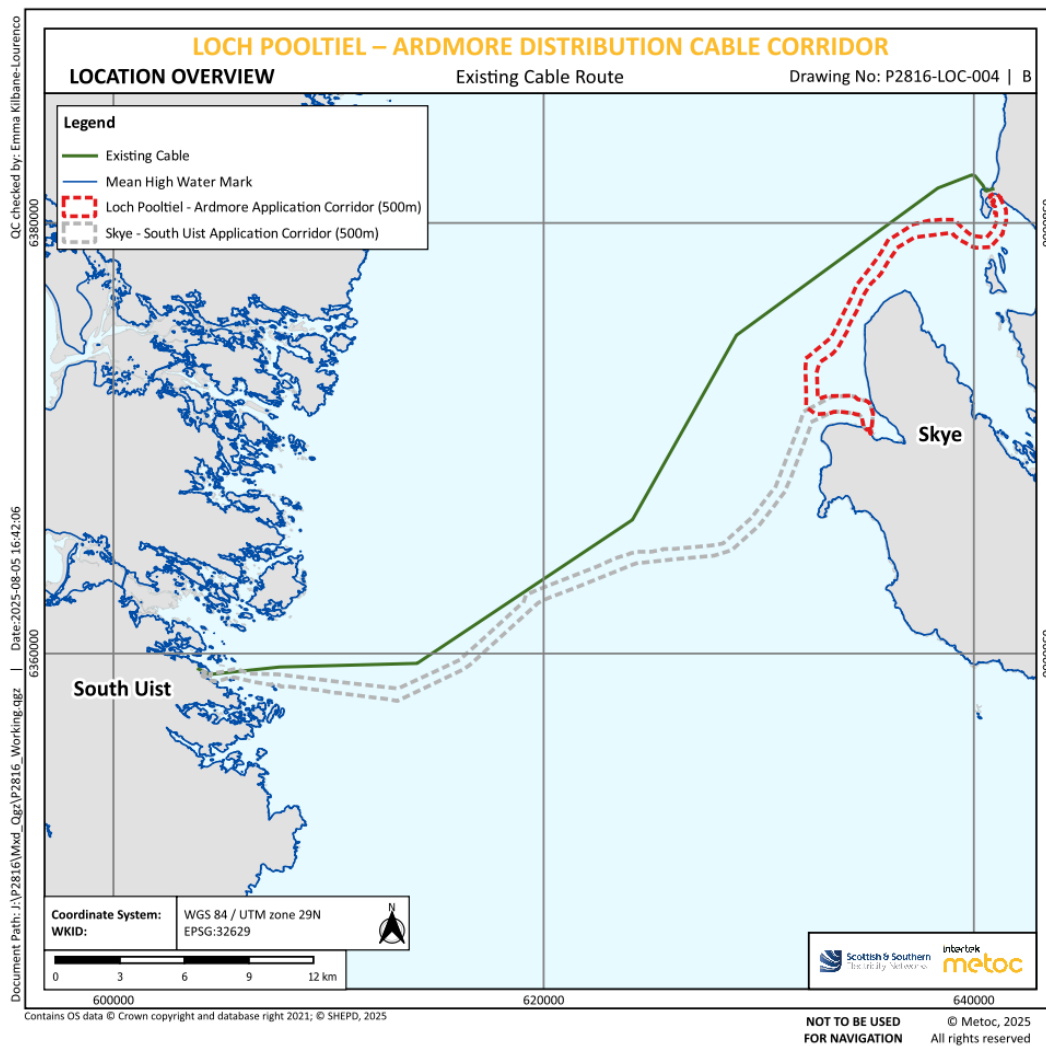 LOCH POOLTIEL – ARDMORE DISTRIBUTION CABLE CORRIDOR
LOCATION OVERVIEW
Existing Cable Route
Drawing No: P2816-LOC-004 | B
Legend
Existing Cable
Mean High Water Mark
Loch Pooltiel - Ardmore Application Corridor (500m)
Skye - South Uist Application Corridor (500m)
QC checked by: Emma Kilbane-Lourenco
Date:2025-08-05 16:42:06
|
Document Path: J:\P2816\Mxd_Qgz\P2816_Working.qgz
6380000
6380000
6360000
6360000
Skye
South Uist
Coordinate System:
WGS 84 / UTM zone 29N
WKID:
EPSG:32629
N
0 3 6 9 12 km
Scottish & Southern
Electricity Networks
intertek
metoc
600000
620000
640000
Contains OS data © Crown copyright and database right 2021; © SHEPD, 2025
NOT TO BE USED
FOR NAVIGATION
© Metoc, 2025
All rights reserved